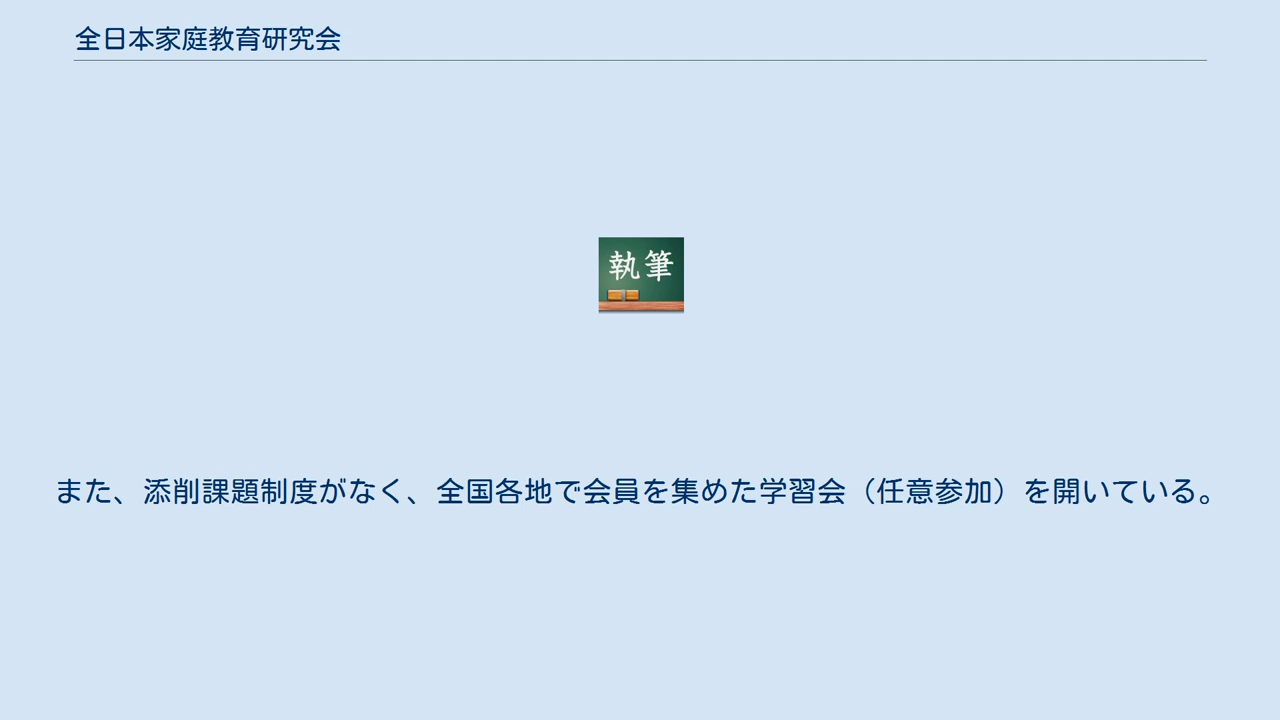 全日本家庭教育研究会
執筆
また、添削課題制度がなく、全国各地で会員を集めた学習会（任意参加）を開いている。